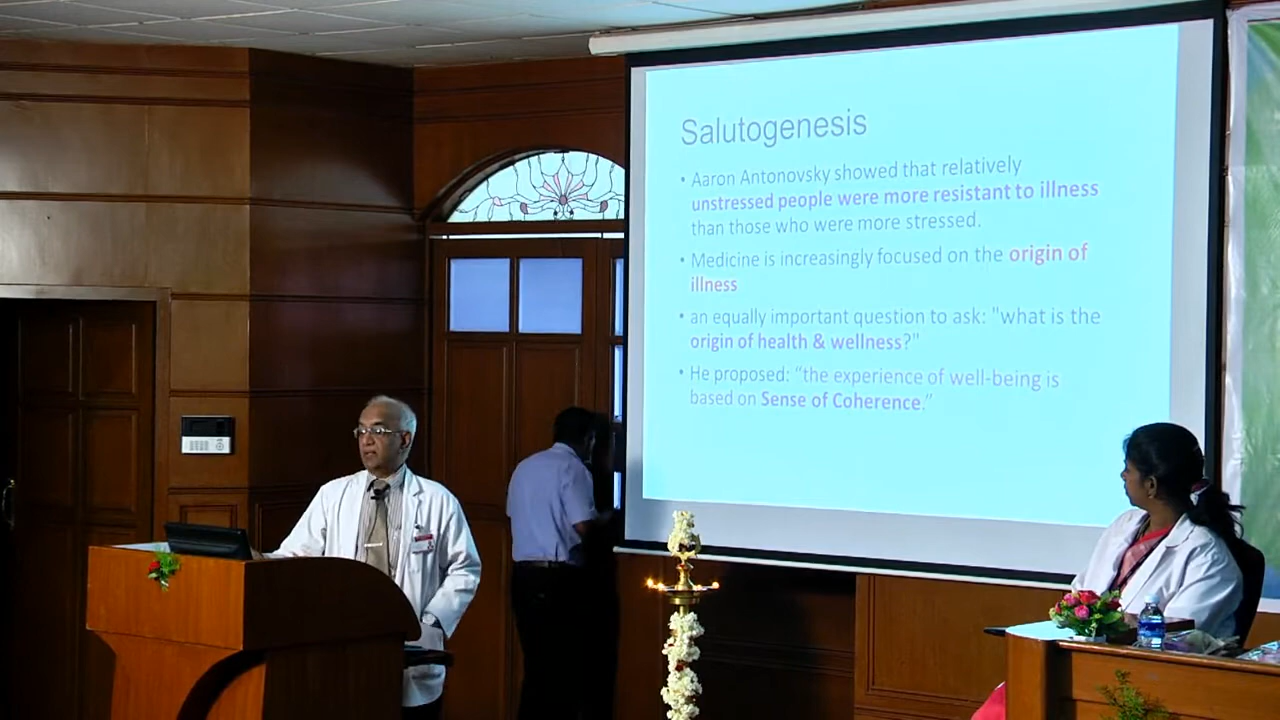 Salutogenesis
• Aaron Antonovsky showed that relatively
unstressed people were more resistant to illness
than those who were more stressed.
• Medicine is increasingly focused on the origin of
illness
• an equally important question to ask: "what is the
origin of health & wellness?"
• He proposed: “the experience of well-being is
based on Sense of Coherence.”